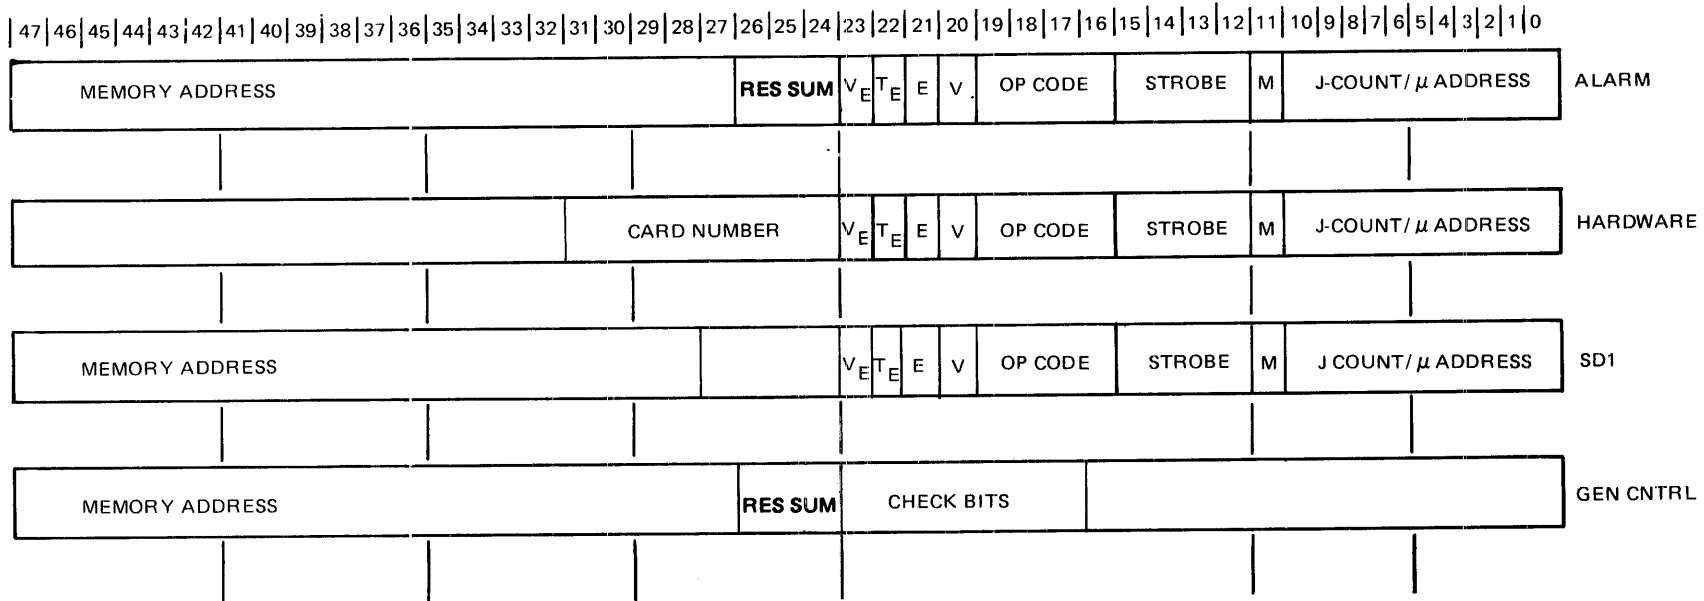 47 46 45 44 43 42 41 40 39 38 37 36 35 34 33 32 31 30 29 28 27 26 25 24 23 22 21 20 19 18 17 16 15 14 13 12 11 10 9 8 7 6 5 4 3 2 1 0
MEMORY ADDRESS RES SUM VE TE E V OP CODE STROBE M J-COUNT/ μ ADDRESS ALARM
CARD NUMBER VE TE E V OP CODE STROBE M J-COUNT/ μ ADDRESS HARDWARE
MEMORY ADDRESS VE TE E V OP CODE STROBE M J COUNT/ μ ADDRESS SD1
MEMORY ADDRESS RES SUM CHECK BITS GEN CNTRL